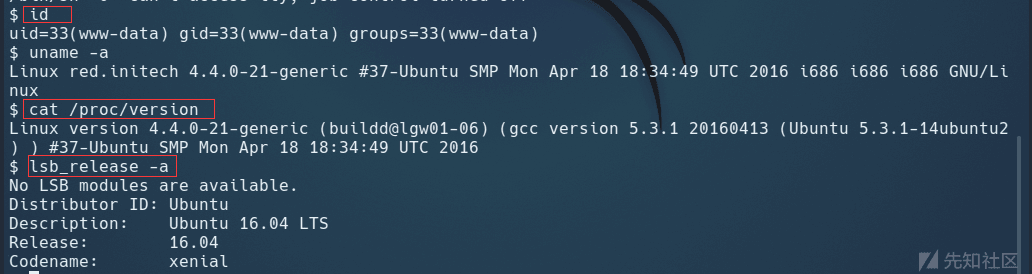 $ id
uid=33(www-data) gid=33(www-data) groups=33(www-data)
$ uname -a
Linux red.initech 4.4.0-21-generic #37-Ubuntu SMP Mon Apr 18 18:34:49 UTC 2016 i686 i686 i686 GNU/Li
nux
$ cat /proc/version
Linux version 4.4.0-21-generic (buildd@lgw01-06) (gcc version 5.3.1 20160413 (Ubuntu 5.3.1-14ubuntu2
) ) #37-Ubuntu SMP Mon Apr 18 18:34:49 UTC 2016
$ lsb_release -a
No LSB modules are available.
Distributor ID: Ubuntu
Description:    Ubuntu 16.04 LTS
Release:        16.04
Codename:       xenial
先知社区